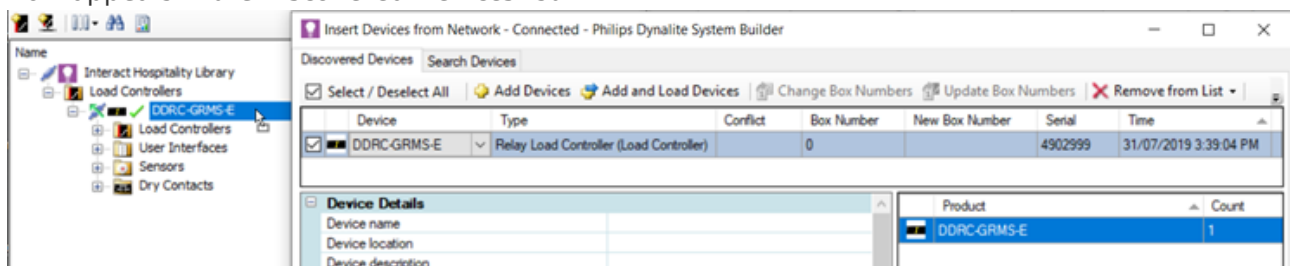 Insert Devices from Network - Connected - Philips Dynalite System Builder
Name
Interact Hospitality Library
Load Controllers
DDRC-GRMS-E
Load Controllers
User Interfaces
Sensors
Dry Contacts
Discovered Devices Search Devices
Select / Deselect All Add Devices Add and Load Devices Change Box Numbers Update Box Numbers Remove from List
Device Type Conflict Box Number New Box Number Serial Time
DDRC-GRMS-E Relay Load Controller (Load Controller) 0 4902999 31/07/2019 3:39:04 PM
Device Details
Device name
Device location
Device description
Product Count
DDRC-GRMS-E 1